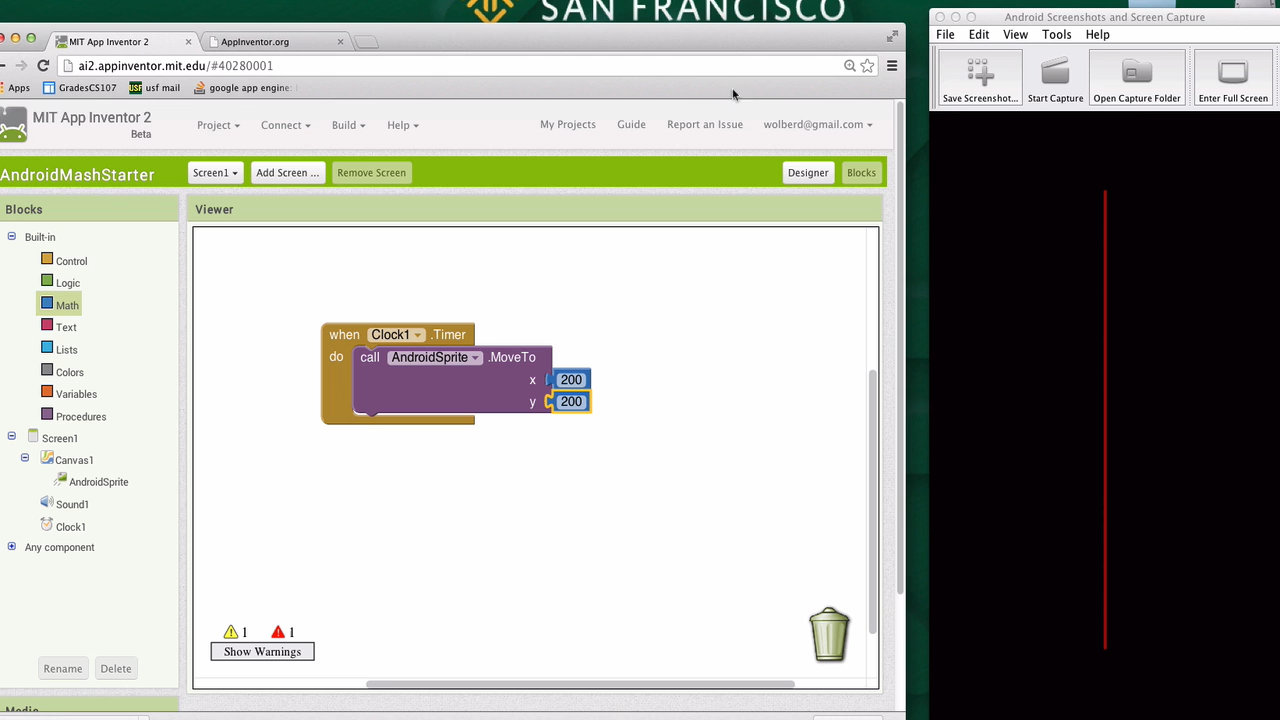 SAN FRANCISCO
MIT App Inventor 2
AppInventor.org
ai2.appinventor.mit.edu/#40280001
Apps
GradesCS107
USF usf mail
google app engine:
MIT App Inventor 2
Beta
Project
Connect
Build
Help
My Projects
Guide
Report an Issue
wolberd@gmail.com
AndroidMashStarter
Screen1
Add Screen ...
Remove Screen
Designer
Blocks
Blocks
Built-in
Control
Logic
Math
Text
Lists
Colors
Variables
Procedures
Screen1
Canvas1
AndroidSprite
Sound1
Clock1
Any component
Rename
Delete
Media
Viewer
when Clock1 .Timer
do call AndroidSprite .MoveTo
x 200
y 200
1 1
Show Warnings
Android Screenshots and Screen Capture
File Edit View Tools Help
Save Screenshot... Start Capture Open Capture Folder Enter Full Screen